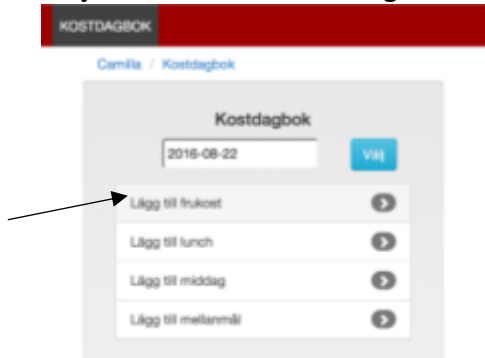 KOSTDAGBOK
Camilla / Kostdagbok
Kostdagbok
2016-08-22 Välj
Lägg till frukost
Lägg till lunch
Lägg till middag
Lägg till mellanmål